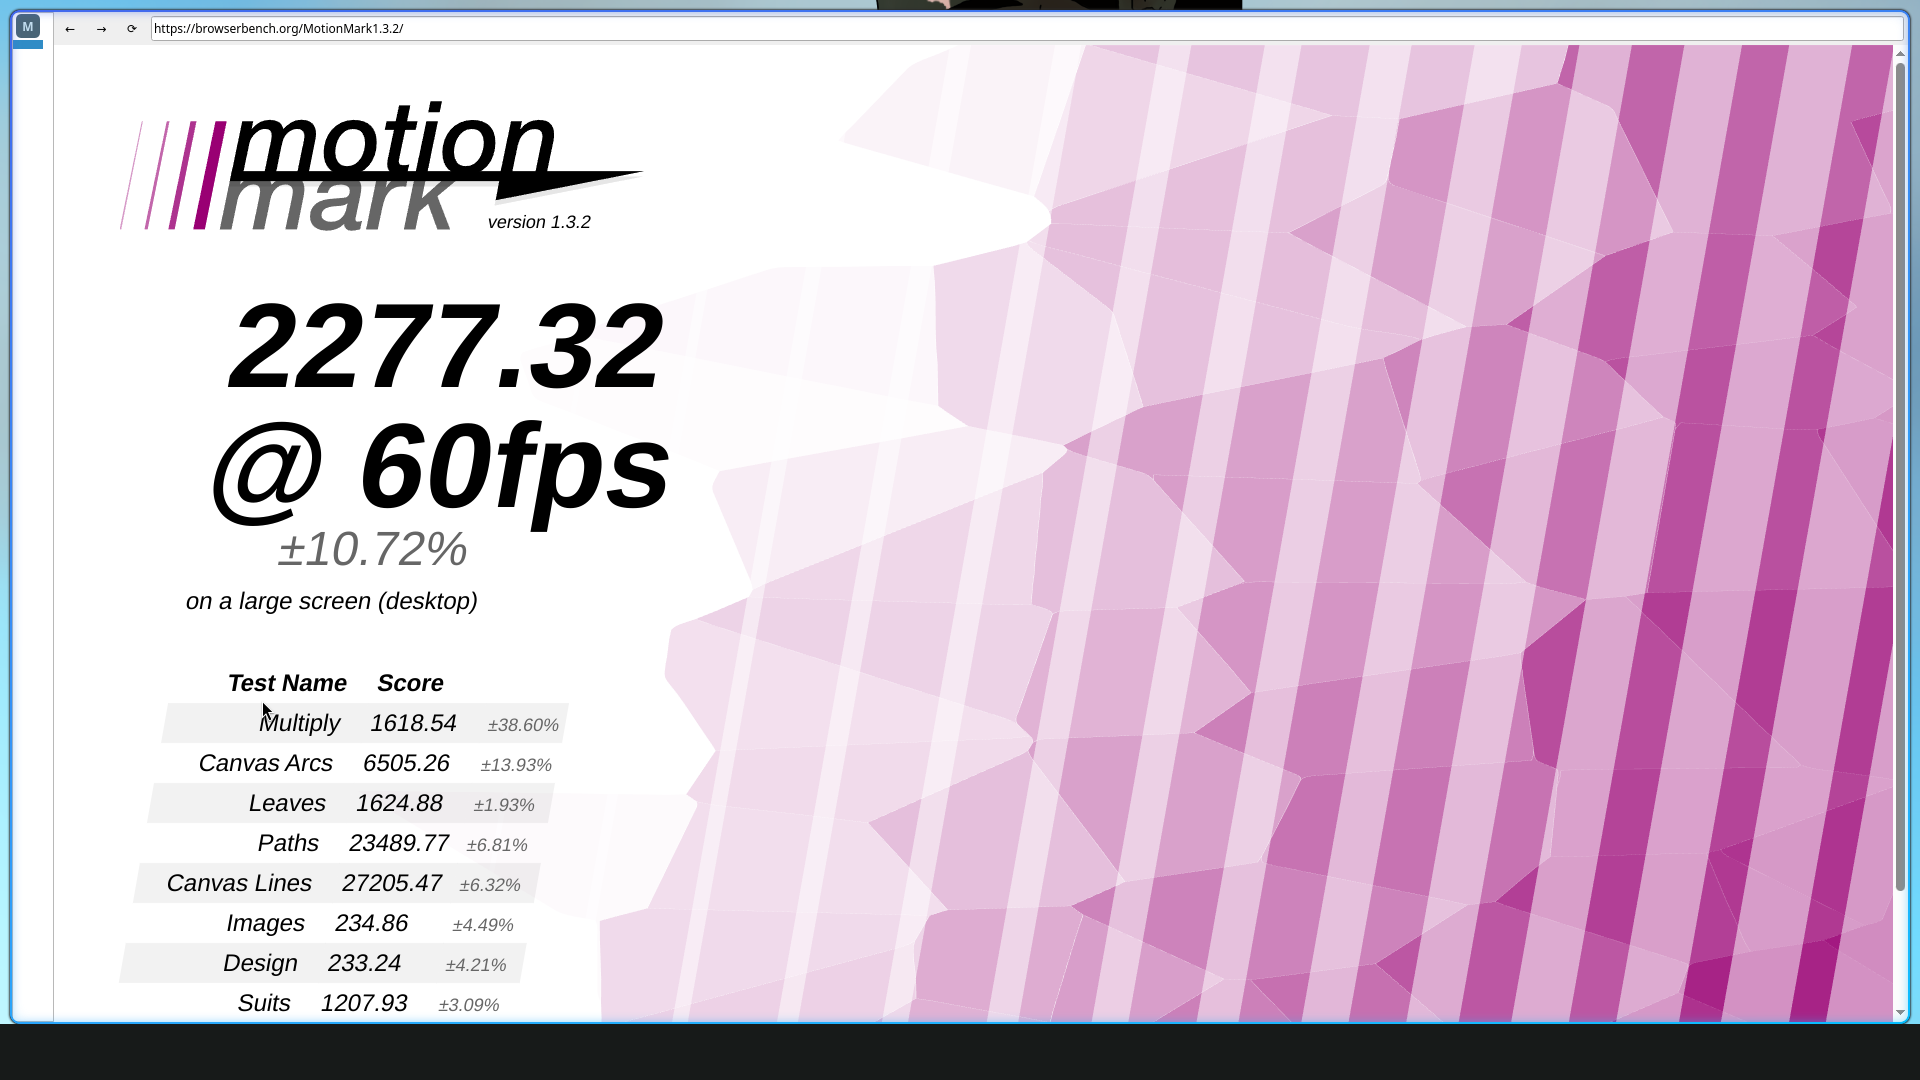 M
https://browserbench.org/MotionMark1.3.2/
motion
mark
version 1.3.2
2277.32
@ 60fps
±10.72%
on a large screen (desktop)
Test Name Score
Multiply 1618.54 ±38.60%
Canvas Arcs 6505.26 ±13.93%
Leaves 1624.88 ±1.93%
Paths 23489.77 ±6.81%
Canvas Lines 27205.47 ±6.32%
Images 234.86 ±4.49%
Design 233.24 ±4.21%
Suits 1207.93 ±3.09%